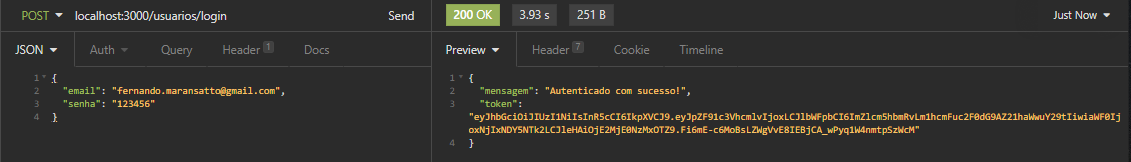 POST localhost:3000/usuarios/login Send 200 OK 3.93 s 251 B Just Now
JSON Auth Query Header 1 Docs Preview Header 7 Cookie Timeline
1 {
2 "email": "fernando.maransatto@gmail.com",
3 "senha": "123456"
4 }
1 {
2 "mensagem": "Autenticado com sucesso!",
3 "token":
"eyJhbGciOiJIUzI1NiIsInR5cCI6IkpXVCJ9.eyJpZF91c3VhcmlvIjoxLCJlbWFpbCI6ImZlcm5hbmRvLm1hcmFuc2F0dG9AZ21haWwuY29tIiwiaWF0Ij
oxNjIxNDY5NTk2LCJleHAiOjE2MjE0NzMxOTZ9.Fi6mE-c6MoBsLZWgVvE8IEBjCA_wPyq1W4nmtpSzWcM"
4 }